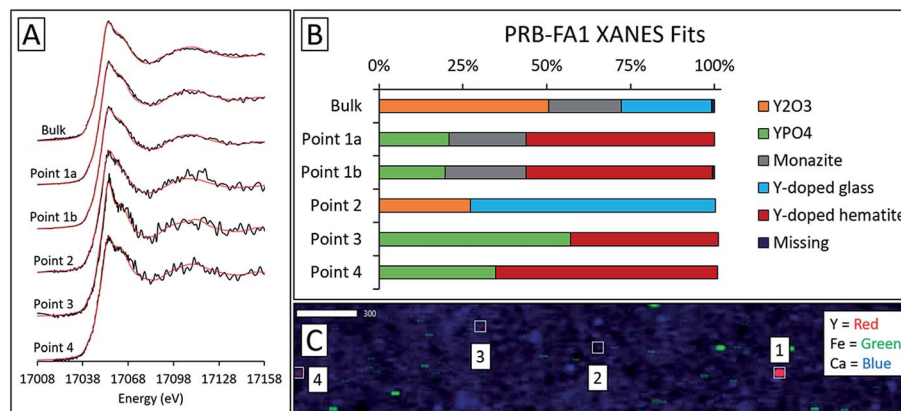 A
Bulk
Point 1a
Point 1b
Point 2
Point 3
Point 4
17008 17038 17068 17098 17128 17158
Energy (eV)
B
PRB-FA1 XANES Fits
0% 25% 50% 75% 100%
Bulk
Point 1a
Point 1b
Point 2
Point 3
Point 4
Y2O3
YPO4
Monazite
Y-doped glass
Y-doped hematite
Missing
300
C
4
3
2
1
Y = Red
Fe = Green
Ca = Blue